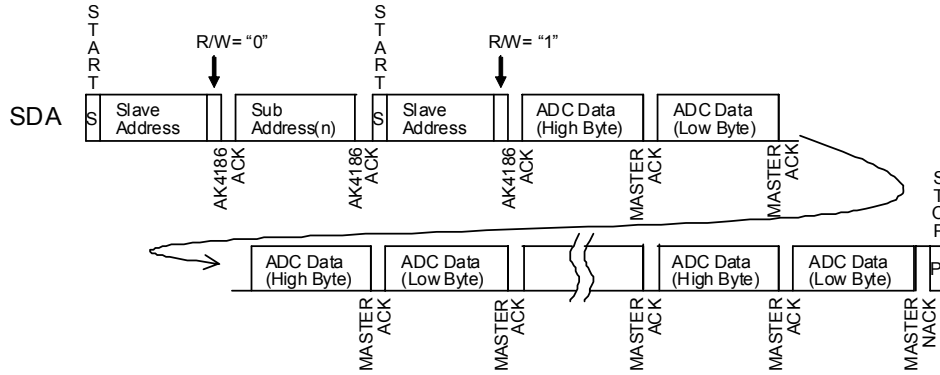 START
START
R/W= “0”
R/W= “1”
SDA
S
Slave
Address
Sub
Address(n)
S
Slave
Address
ADC Data
(High Byte)
ADC Data
(Low Byte)
AK4186
ACK
AK4186
ACK
AK4186
ACK
MASTER
ACK
MASTER
ACK
STOP
ADC Data
(High Byte)
ADC Data
(Low Byte)
ADC Data
(High Byte)
ADC Data
(Low Byte)
P
MASTER
ACK
MASTER
ACK
MASTER
ACK
MASTER
ACK
MASTER
NACK